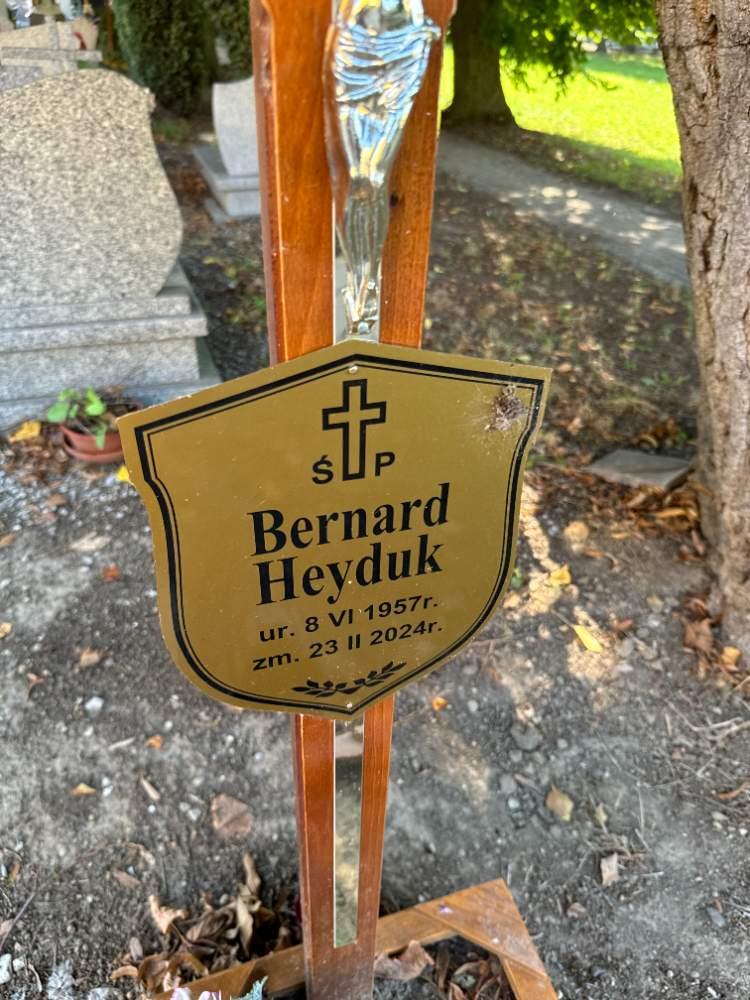 Ś P
Bernard
Heyduk
ur. 8 VI 1957r.
zm. 23 II 2024r.